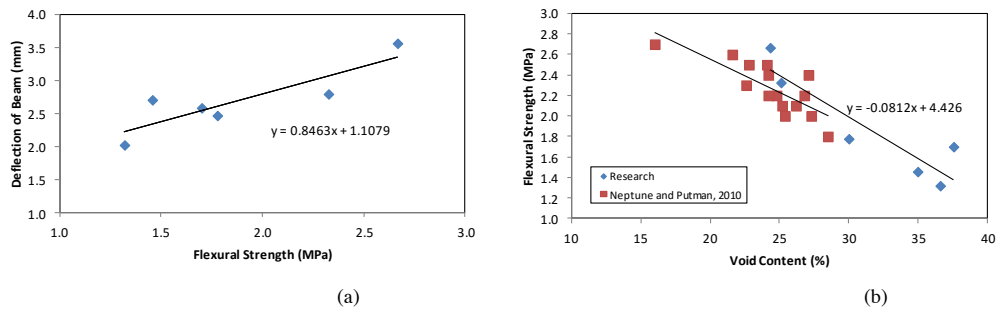 4.0
3.5
3.0
2.5
2.0
1.5
1.0
Deflection of Beam (mm)
y = 0.8463x + 1.1079
1.0 1.5 2.0 2.5 3.0
Flexural Strength (MPa)
(a)
3.0
2.8
2.6
2.4
2.2
2.0
1.8
1.6
1.4
1.2
1.0
Flexural Strength (MPa)
y = -0.0812x + 4.426
Research
Neptune and Putman, 2010
10 15 20 25 30 35 40
Void Content (%)
(b)